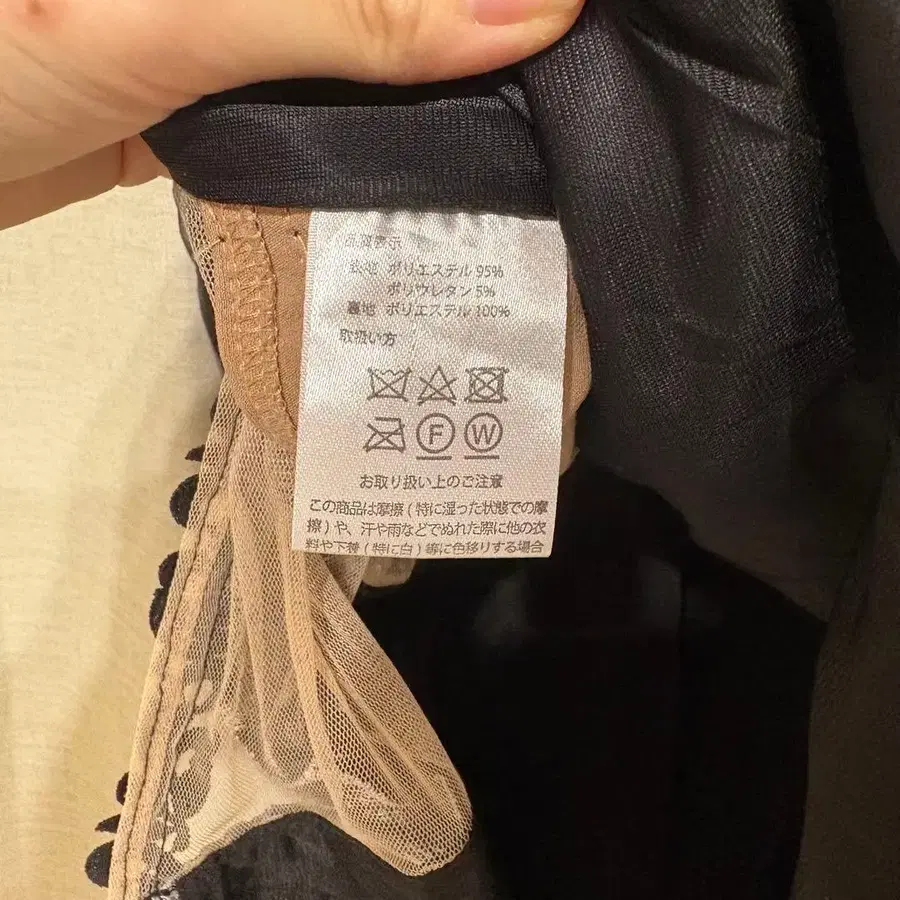 品質表示
表地 ポリエステル 95%
ポリウレタン 5%
裏地 ポリエステル 100%
取扱い方
F W
お取り扱い上のご注意
この商品は摩擦 ( 特に湿った状態での摩
擦 ) や、汗や雨などでぬれた際に他の衣
料や下着 ( 特に白 ) 等に色移りする場合